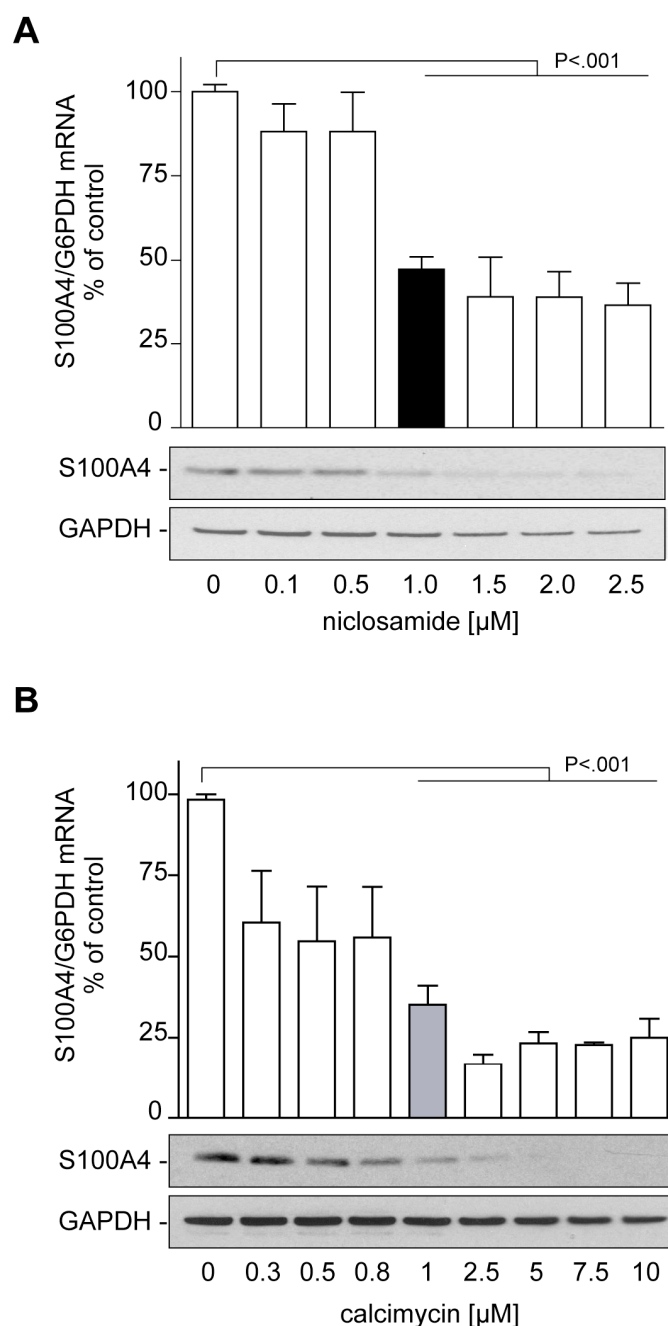 A
P<.001
S100A4/G6PDH mRNA
% of control
100
75
50
25
0
S100A4 -
GAPDH -
0 0.1 0.5 1.0 1.5 2.0 2.5
niclosamide [µM]
B
P<.001
S100A4/G6PDH mRNA
% of control
100
75
50
25
0
S100A4 -
GAPDH -
0 0.3 0.5 0.8 1 2.5 5 7.5 10
calcimycin [µM]